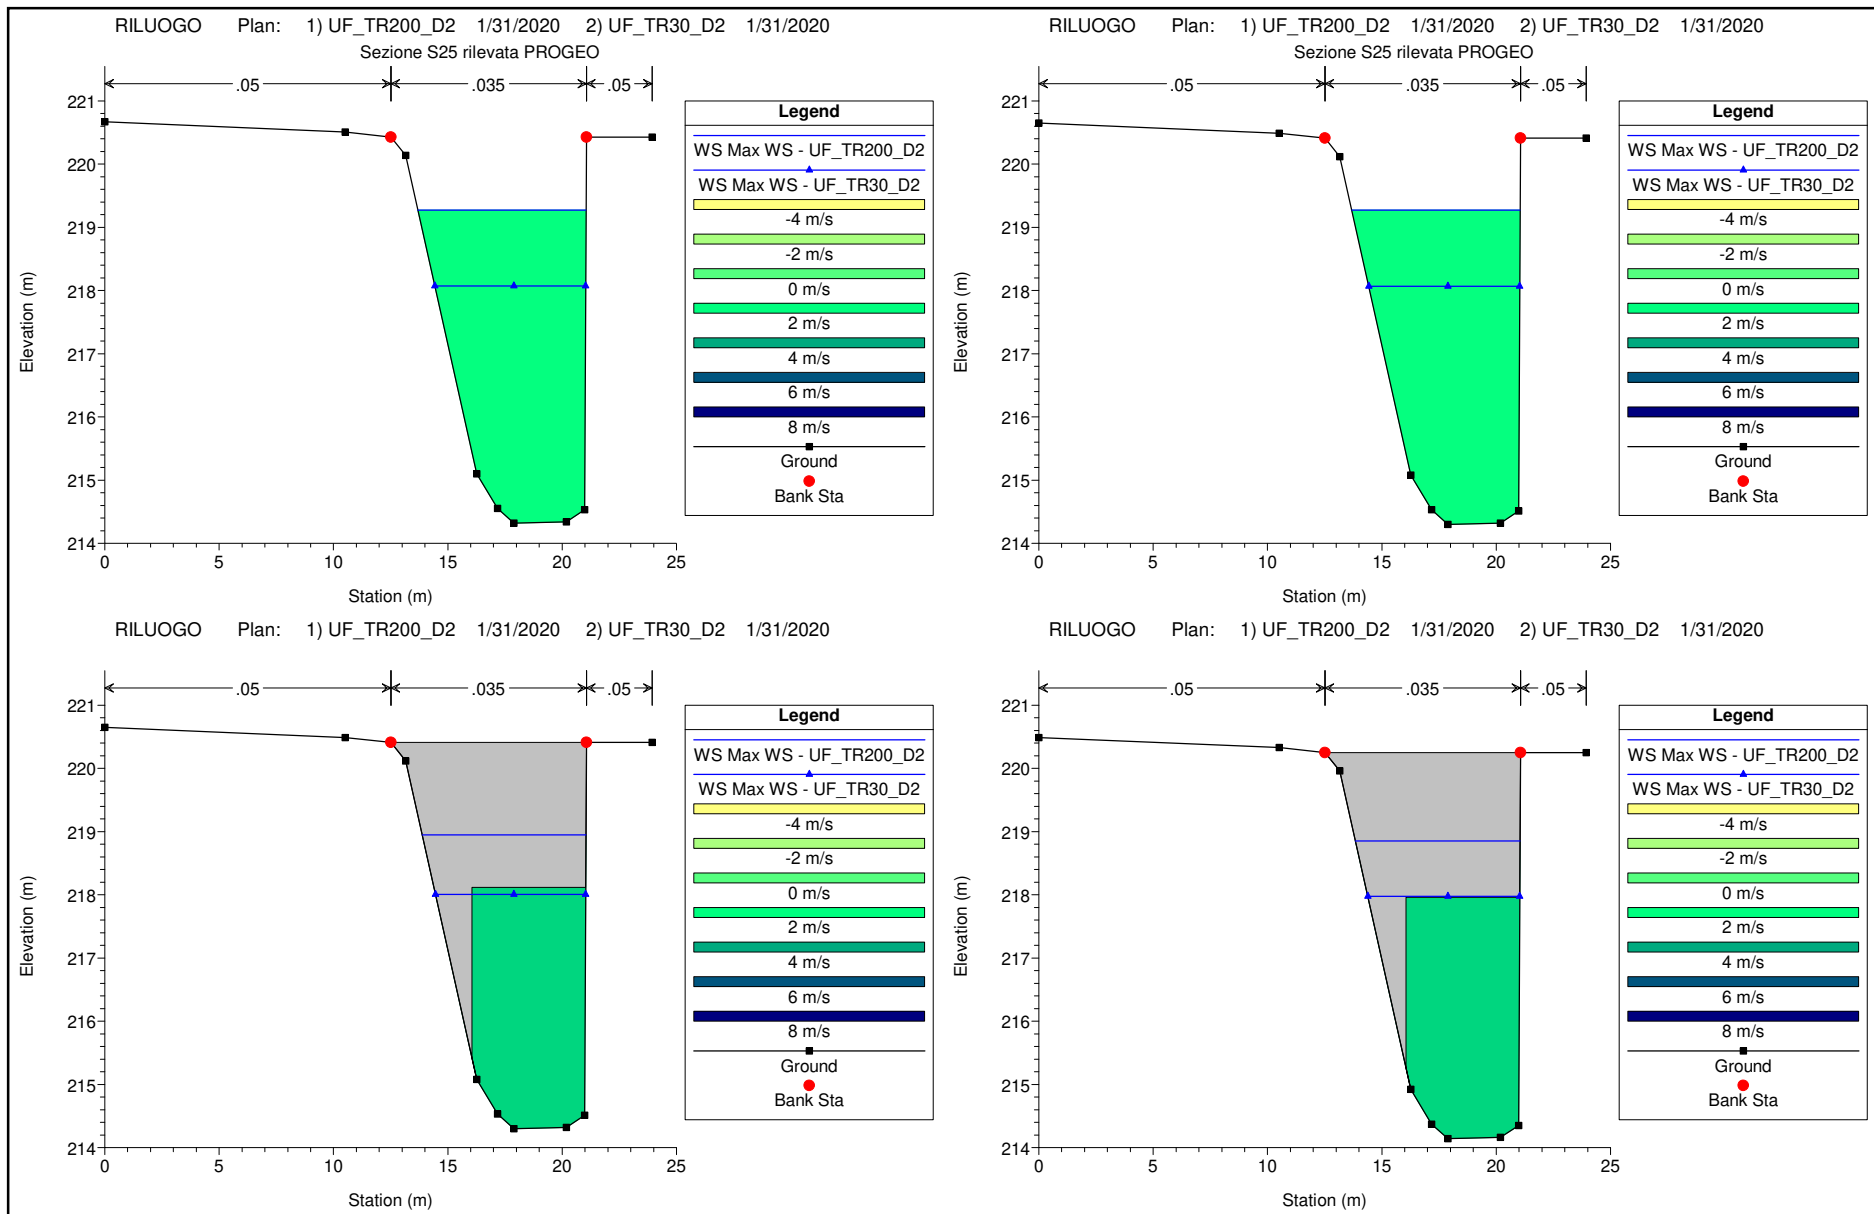 RILUOGO Plan: 1) UF_TR200_D2 1/31/2020 2) UF_TR30_D2 1/31/2020
Sezione S25 rilevata PROGEO
.05 .035 .05
221
220
219
218
217
216
215
214
Elevation (m)
0 5 10 15 20 25
Station (m)
Legend
WS Max WS - UF_TR200_D2
WS Max WS - UF_TR30_D2
-4 m/s
-2 m/s
0 m/s
2 m/s
4 m/s
6 m/s
8 m/s
Ground
Bank Sta
RILUOGO Plan: 1) UF_TR200_D2 1/31/2020 2) UF_TR30_D2 1/31/2020
Sezione S25 rilevata PROGEO
.05 .035 .05
221
220
219
218
217
216
215
214
Elevation (m)
0 5 10 15 20 25
Station (m)
Legend
WS Max WS - UF_TR200_D2
WS Max WS - UF_TR30_D2
-4 m/s
-2 m/s
0 m/s
2 m/s
4 m/s
6 m/s
8 m/s
Ground
Bank Sta
RILUOGO Plan: 1) UF_TR200_D2 1/31/2020 2) UF_TR30_D2 1/31/2020
.05 .035 .05
221
220
219
218
217
216
215
214
Elevation (m)
0 5 10 15 20 25
Station (m)
Legend
WS Max WS - UF_TR200_D2
WS Max WS - UF_TR30_D2
-4 m/s
-2 m/s
0 m/s
2 m/s
4 m/s
6 m/s
8 m/s
Ground
Bank Sta
RILUOGO Plan: 1) UF_TR200_D2 1/31/2020 2) UF_TR30_D2 1/31/2020
.05 .035 .05
221
220
219
218
217
216
215
214
Elevation (m)
0 5 10 15 20 25
Station (m)
Legend
WS Max WS - UF_TR200_D2
WS Max WS - UF_TR30_D2
-4 m/s
-2 m/s
0 m/s
2 m/s
4 m/s
6 m/s
8 m/s
Ground
Bank Sta